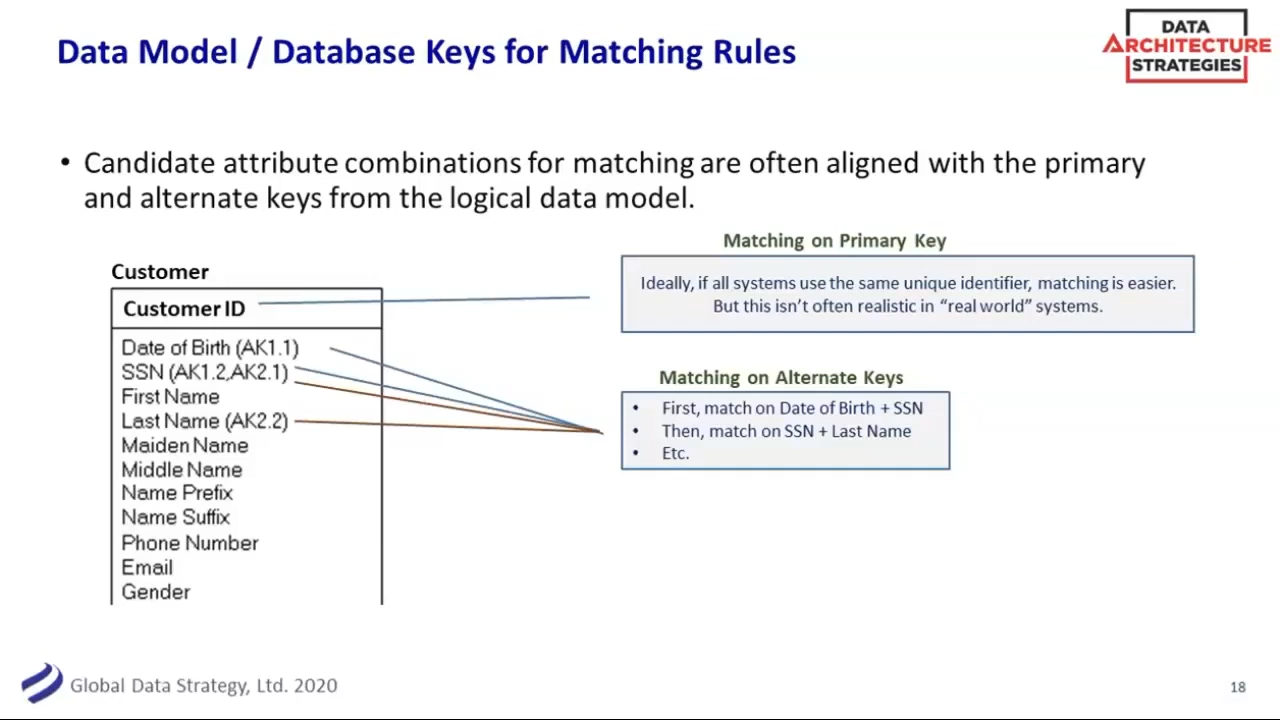 Data Model / Database Keys for Matching Rules
DATA
ARCHITECTURE
STRATEGIES
• Candidate attribute combinations for matching are often aligned with the primary
and alternate keys from the logical data model.
Customer
Customer ID
Date of Birth (AK1.1)
SSN (AK1.2,AK2.1)
First Name
Last Name (AK2.2)
Maiden Name
Middle Name
Name Prefix
Name Suffix
Phone Number
Email
Gender
Matching on Primary Key
Ideally, if all systems use the same unique identifier, matching is easier.
But this isn't often realistic in “real world” systems.
Matching on Alternate Keys
• First, match on Date of Birth + SSN
• Then, match on SSN + Last Name
• Etc.
Global Data Strategy, Ltd. 2020
18